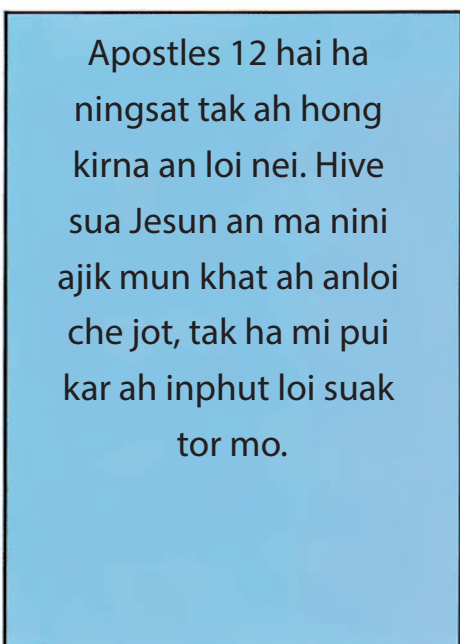 Apostles 12 hai ha
ningsat tak ah hong
kirna an loi nei. Hive
sua Jesun an ma nini
ajik mun khat ah anloi
che jot, tak ha mi pui
kar ah inphut loi suak
tor mo.